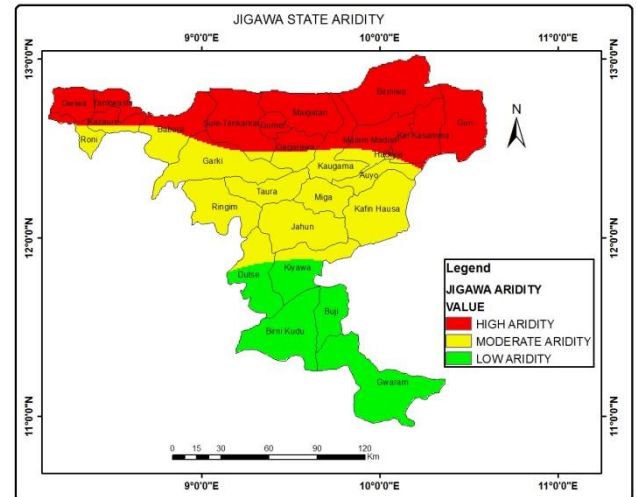 JIGAWA STATE ARIDITY
9°0'0"E 10°0'0"E 11°0'0"E
13°0'0"N 13°0'0"N
Birniwa
Gwiwa Yankwashi
Maigatari
Sule-Tankarkar Gumel
Guri
Kazaure
Babura
Malam Madori Kiri Kasamma
Roni
Gagarawa
Hadejia
Garki
Kaugama
Auyo
Taura
Miga
Ringim
Kafin Hausa
Jahun
12°0'0"N 12°0'0"N
Dutse Kiyawa
Buji
Birni Kudu
Gwaram
11°0'0"N 11°0'0"N
N
Legend
JIGAWA ARIDITY
VALUE
HIGH ARIDITY
MODERATE ARIDITY
LOW ARIDITY
0 15 30 60 90 120
Km
9°0'0"E 10°0'0"E 11°0'0"E